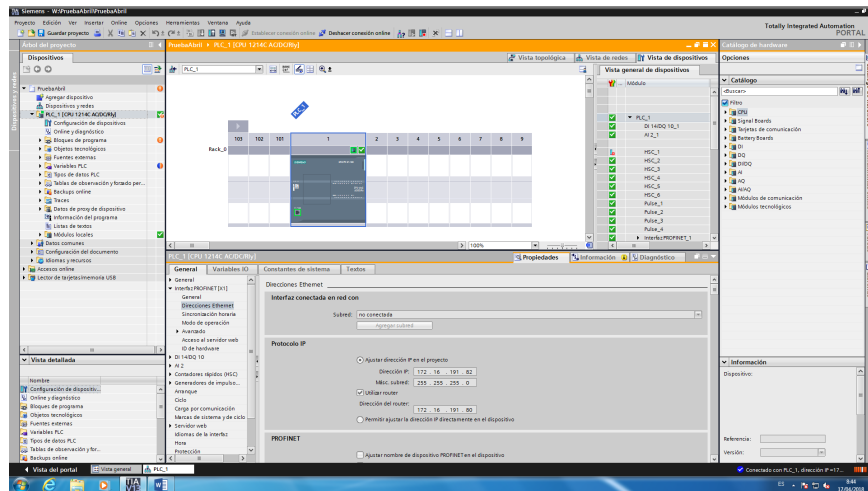 Siemens - W:\PruebaAbril\PruebaAbril
Proyecto Edición Ver Insertar Online Opciones Herramientas Ventana Ayuda
Guardar proyecto
Establecer conexión online Deshacer conexión online
Totally Integrated Automation
PORTAL
Árbol del proyecto
PruebaAbril PLC_1 [CPU 1214C AC/DC/Rly]
Catálogo de hardware
Dispositivos
Vista topológica Vista de redes Vista de dispositivos
Opciones
PLC_1
Vista general de dispositivos
Módulo
Catálogo
<Buscar>
Filtro
PruebaAbril
Agregar dispositivo
Dispositivos y redes
PLC_1 [CPU 1214C AC/DC/Rly]
Configuración de dispositivos
Online y diagnóstico
Bloques de programa
Objetos tecnológicos
Fuentes externas
Variables PLC
Tipos de datos PLC
Tablas de observación y forzado per...
Backups online
Traces
Datos de proxy de dispositivo
Información del programa
Listas de textos
Módulos locales
Datos comunes
Configuración del documento
Idiomas y recursos
Accesos online
Lector de tarjetas/memoria USB
PLC_1
103 102 101 1 2 3 4 5 6 7 8 9
Rack_0
100%
PLC_1
DI 14/DQ 10_1
AI 2_1
HSC_1
HSC_2
HSC_3
HSC_4
HSC_5
HSC_6
Pulse_1
Pulse_2
Pulse_3
Pulse_4
Interfaz PROFINET_1
CPU
Signal Boards
Tarjetas de comunicación
Battery Boards
DI
DQ
DI/DQ
AI
AQ
AI/AQ
Módulos de comunicación
Módulos tecnológicos
PLC_1 [CPU 1214C AC/DC/Rly]
Propiedades Información Diagnóstico
General Variables IO Constantes de sistema Textos
General
Interfaz PROFINET [X1]
General
Direcciones Ethernet
Sincronización horaria
Modo de operación
Avanzado
Acceso al servidor web
ID de hardware
DI 14/DQ 10
AI 2
Contadores rápidos (HSC)
Generadores de impulso...
Arranque
Ciclo
Carga por comunicación
Marcas de sistema y de ciclo
Servidor web
Idiomas de la interfaz
Hora
Protección
Direcciones Ethernet
Interfaz conectada en red con
Subred: no conectada
Agregar subred
Protocolo IP
Ajustar dirección IP en el proyecto
Dirección IP: 172 . 16 . 191 . 82
Másc. subred: 255 . 255 . 255 . 0
Utilizar router
Dirección del router:
172 . 16 . 191 . 80
Permitir ajustar la dirección IP directamente en el dispositivo
PROFINET
Ajustar nombre de dispositivo PROFINET en el dispositivo
Vista detallada
Nombre
Configuración de dispositiv...
Online y diagnóstico
Bloques de programa
Objetos tecnológicos
Fuentes externas
Variables PLC
Tipos de datos PLC
Tablas de observación y for...
Backups online
Información
Dispositivo:
Referencia:
Versión:
Vista del portal Vista general PLC_1
Conectado con PLC_1, dirección IP =17...
TIA
V13
ES
8:44
12/04/2018